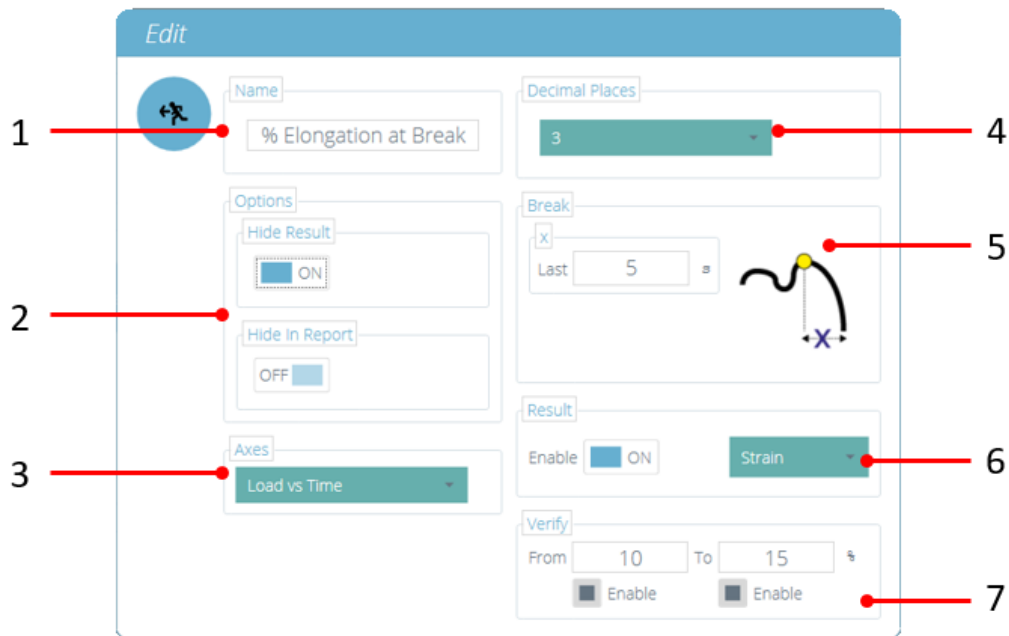 Edit
Name
% Elongation at Break
1
Options
Hide Result
ON
Hide In Report
OFF
2
Axes
Load vs Time
3
Decimal Places
3
4
Break
x
Last 5 s
X
5
Result
Enable ON Strain
6
Verify
From 10 To 15 %
Enable Enable
7